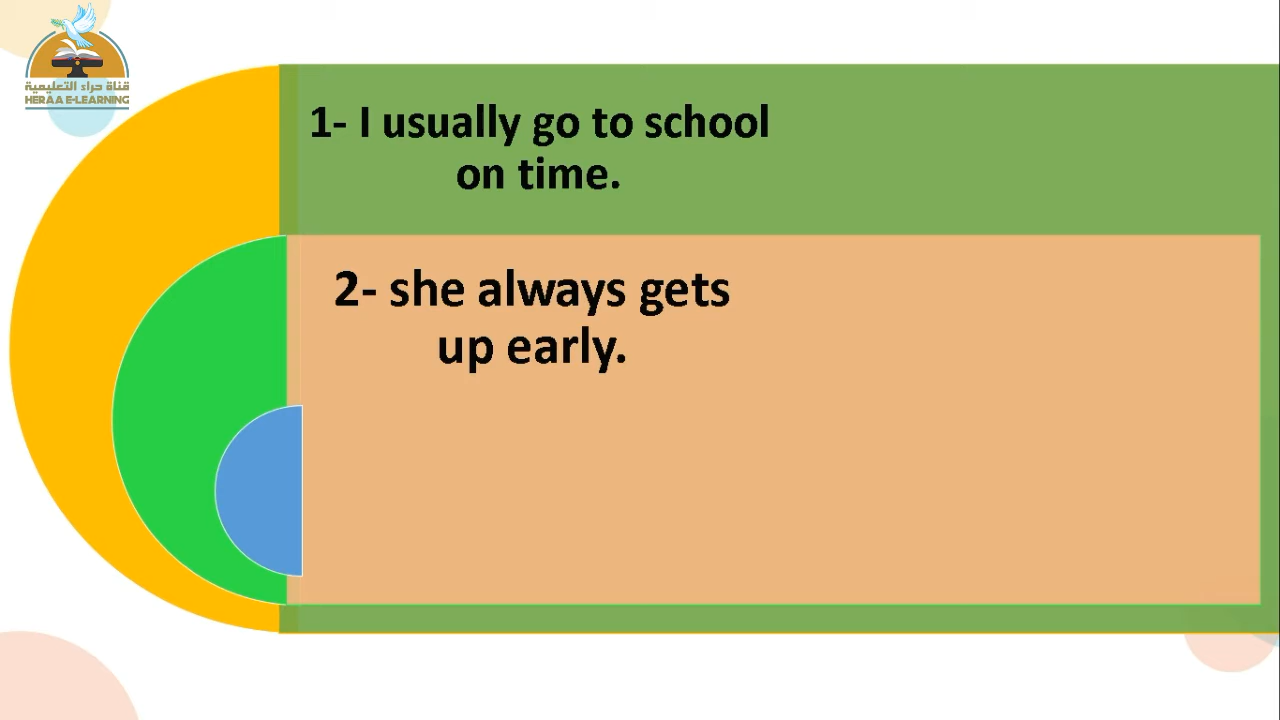 قناة حراء التعليمية
HERAA E-LEARNING
1- I usually go to school
on time.
2- she always gets
up early.